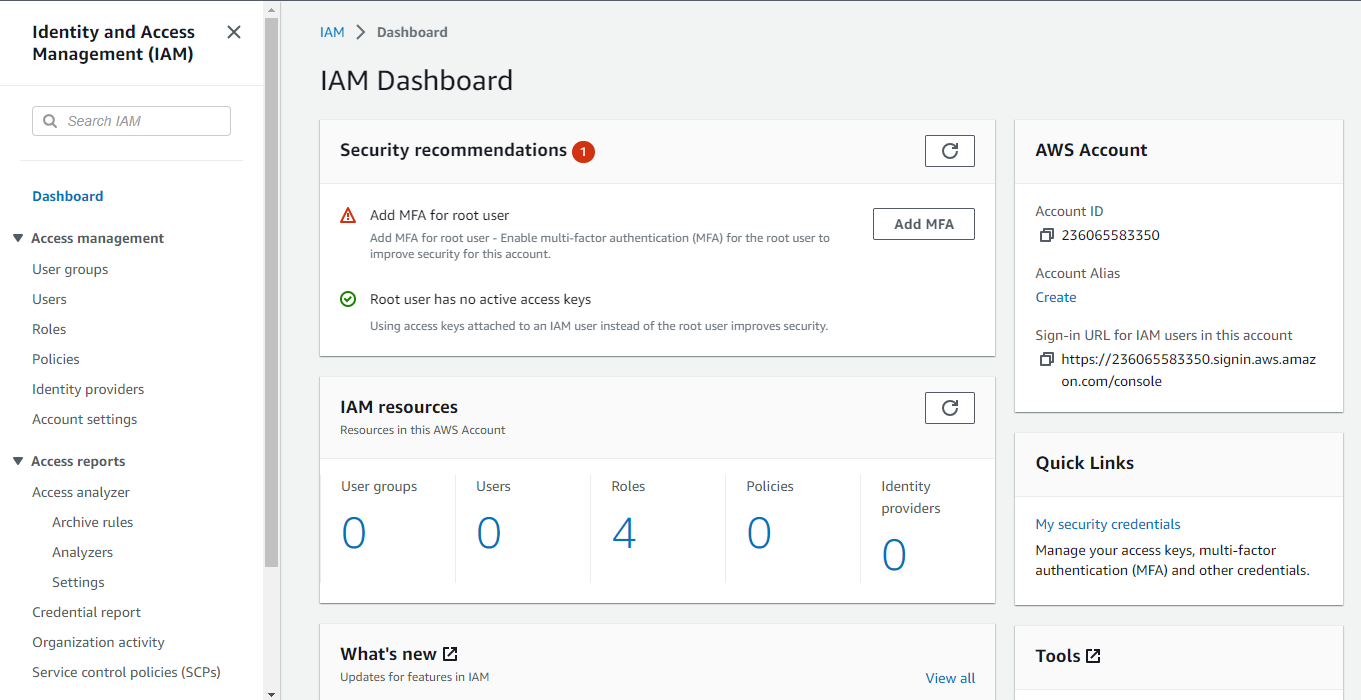 Identity and Access
Management (IAM)
Search IAM
Dashboard
Access management
User groups
Users
Roles
Policies
Identity providers
Account settings
Access reports
Access analyzer
Archive rules
Analyzers
Settings
Credential report
Organization activity
Service control policies (SCPs)
IAM > Dashboard
IAM Dashboard
Security recommendations 1
Add MFA for root user
Add MFA for root user - Enable multi-factor authentication (MFA) for the root user to
improve security for this account.
Add MFA
Root user has no active access keys
Using access keys attached to an IAM user instead of the root user improves security.
IAM resources
Resources in this AWS Account
User groups
0
Users
0
Roles
4
Policies
0
Identity
providers
0
What's new
Updates for features in IAM
View all
AWS Account
Account ID
236065583350
Account Alias
Create
Sign-in URL for IAM users in this account
https://236065583350.signin.aws.amaz
on.com/console
Quick Links
My security credentials
Manage your access keys, multi-factor
authentication (MFA) and other credentials.
Tools